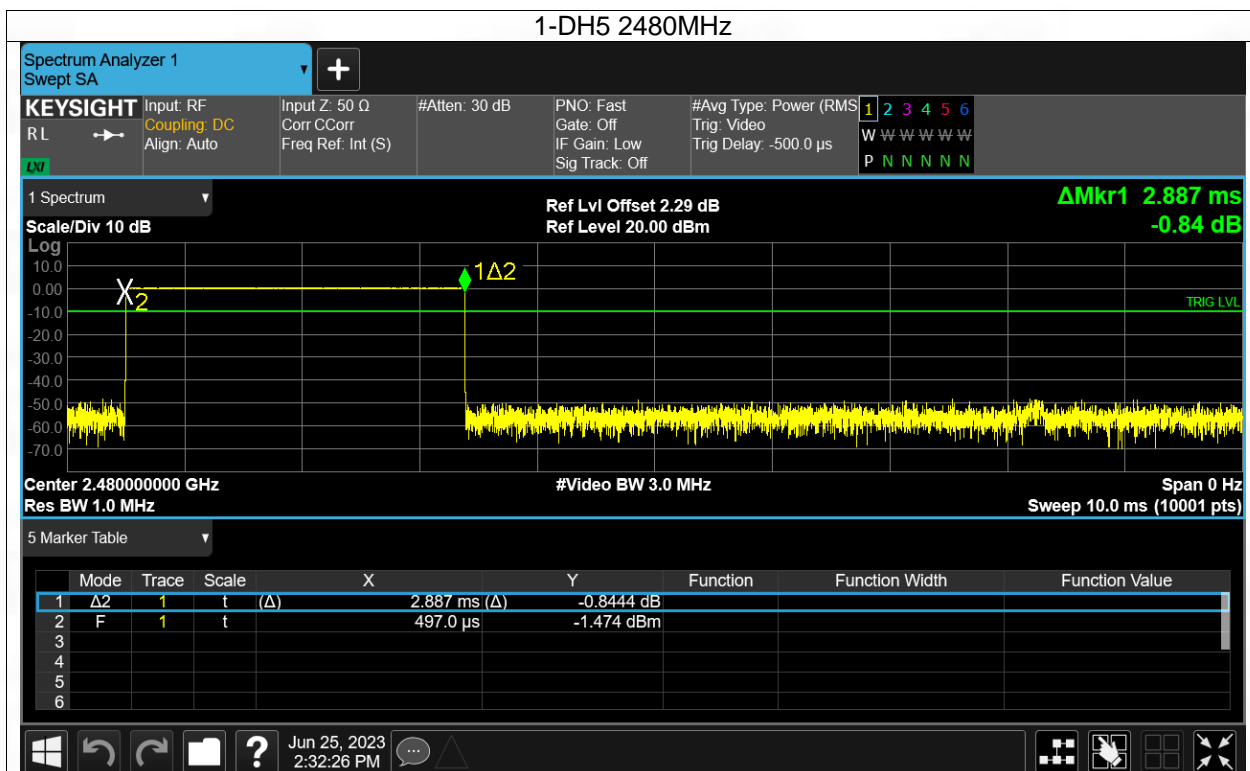 1-DH5 2480MHz
Spectrum Analyzer 1
Swept SA
+
KEYSIGHT Input: RF Input Z: 50 Ω #Atten: 30 dB PNO: Fast #Avg Type: Power (RMS 1 2 3 4 5 6
R L Coupling: DC Corr CCorr Gate: Off Trig: Video W W W W W W
Align: Auto Freq Ref: Int (S) IF Gain: Low Trig Delay: -500.0 µs
LXI Sig Track: Off P N N N N N
1 Spectrum Ref Lvl Offset 2.29 dB ΔMkr1 2.887 ms
Scale/Div 10 dB Ref Level 20.00 dBm -0.84 dB
Log
10.0 1Δ2
0.00 X2
-10.0 TRIG LVL
-20.0
-30.0
-40.0
-50.0
-60.0
-70.0
Center 2.480000000 GHz #Video BW 3.0 MHz Span 0 Hz
Res BW 1.0 MHz Sweep 10.0 ms (10001 pts)
5 Marker Table
Mode Trace Scale X Y Function Function Width Function Value
1 Δ2 1 t (Δ) 2.887 ms (Δ) -0.8444 dB
2 F 1 t 497.0 µs -1.474 dBm
3
4
5
6
? Jun 25, 2023
2:32:26 PM